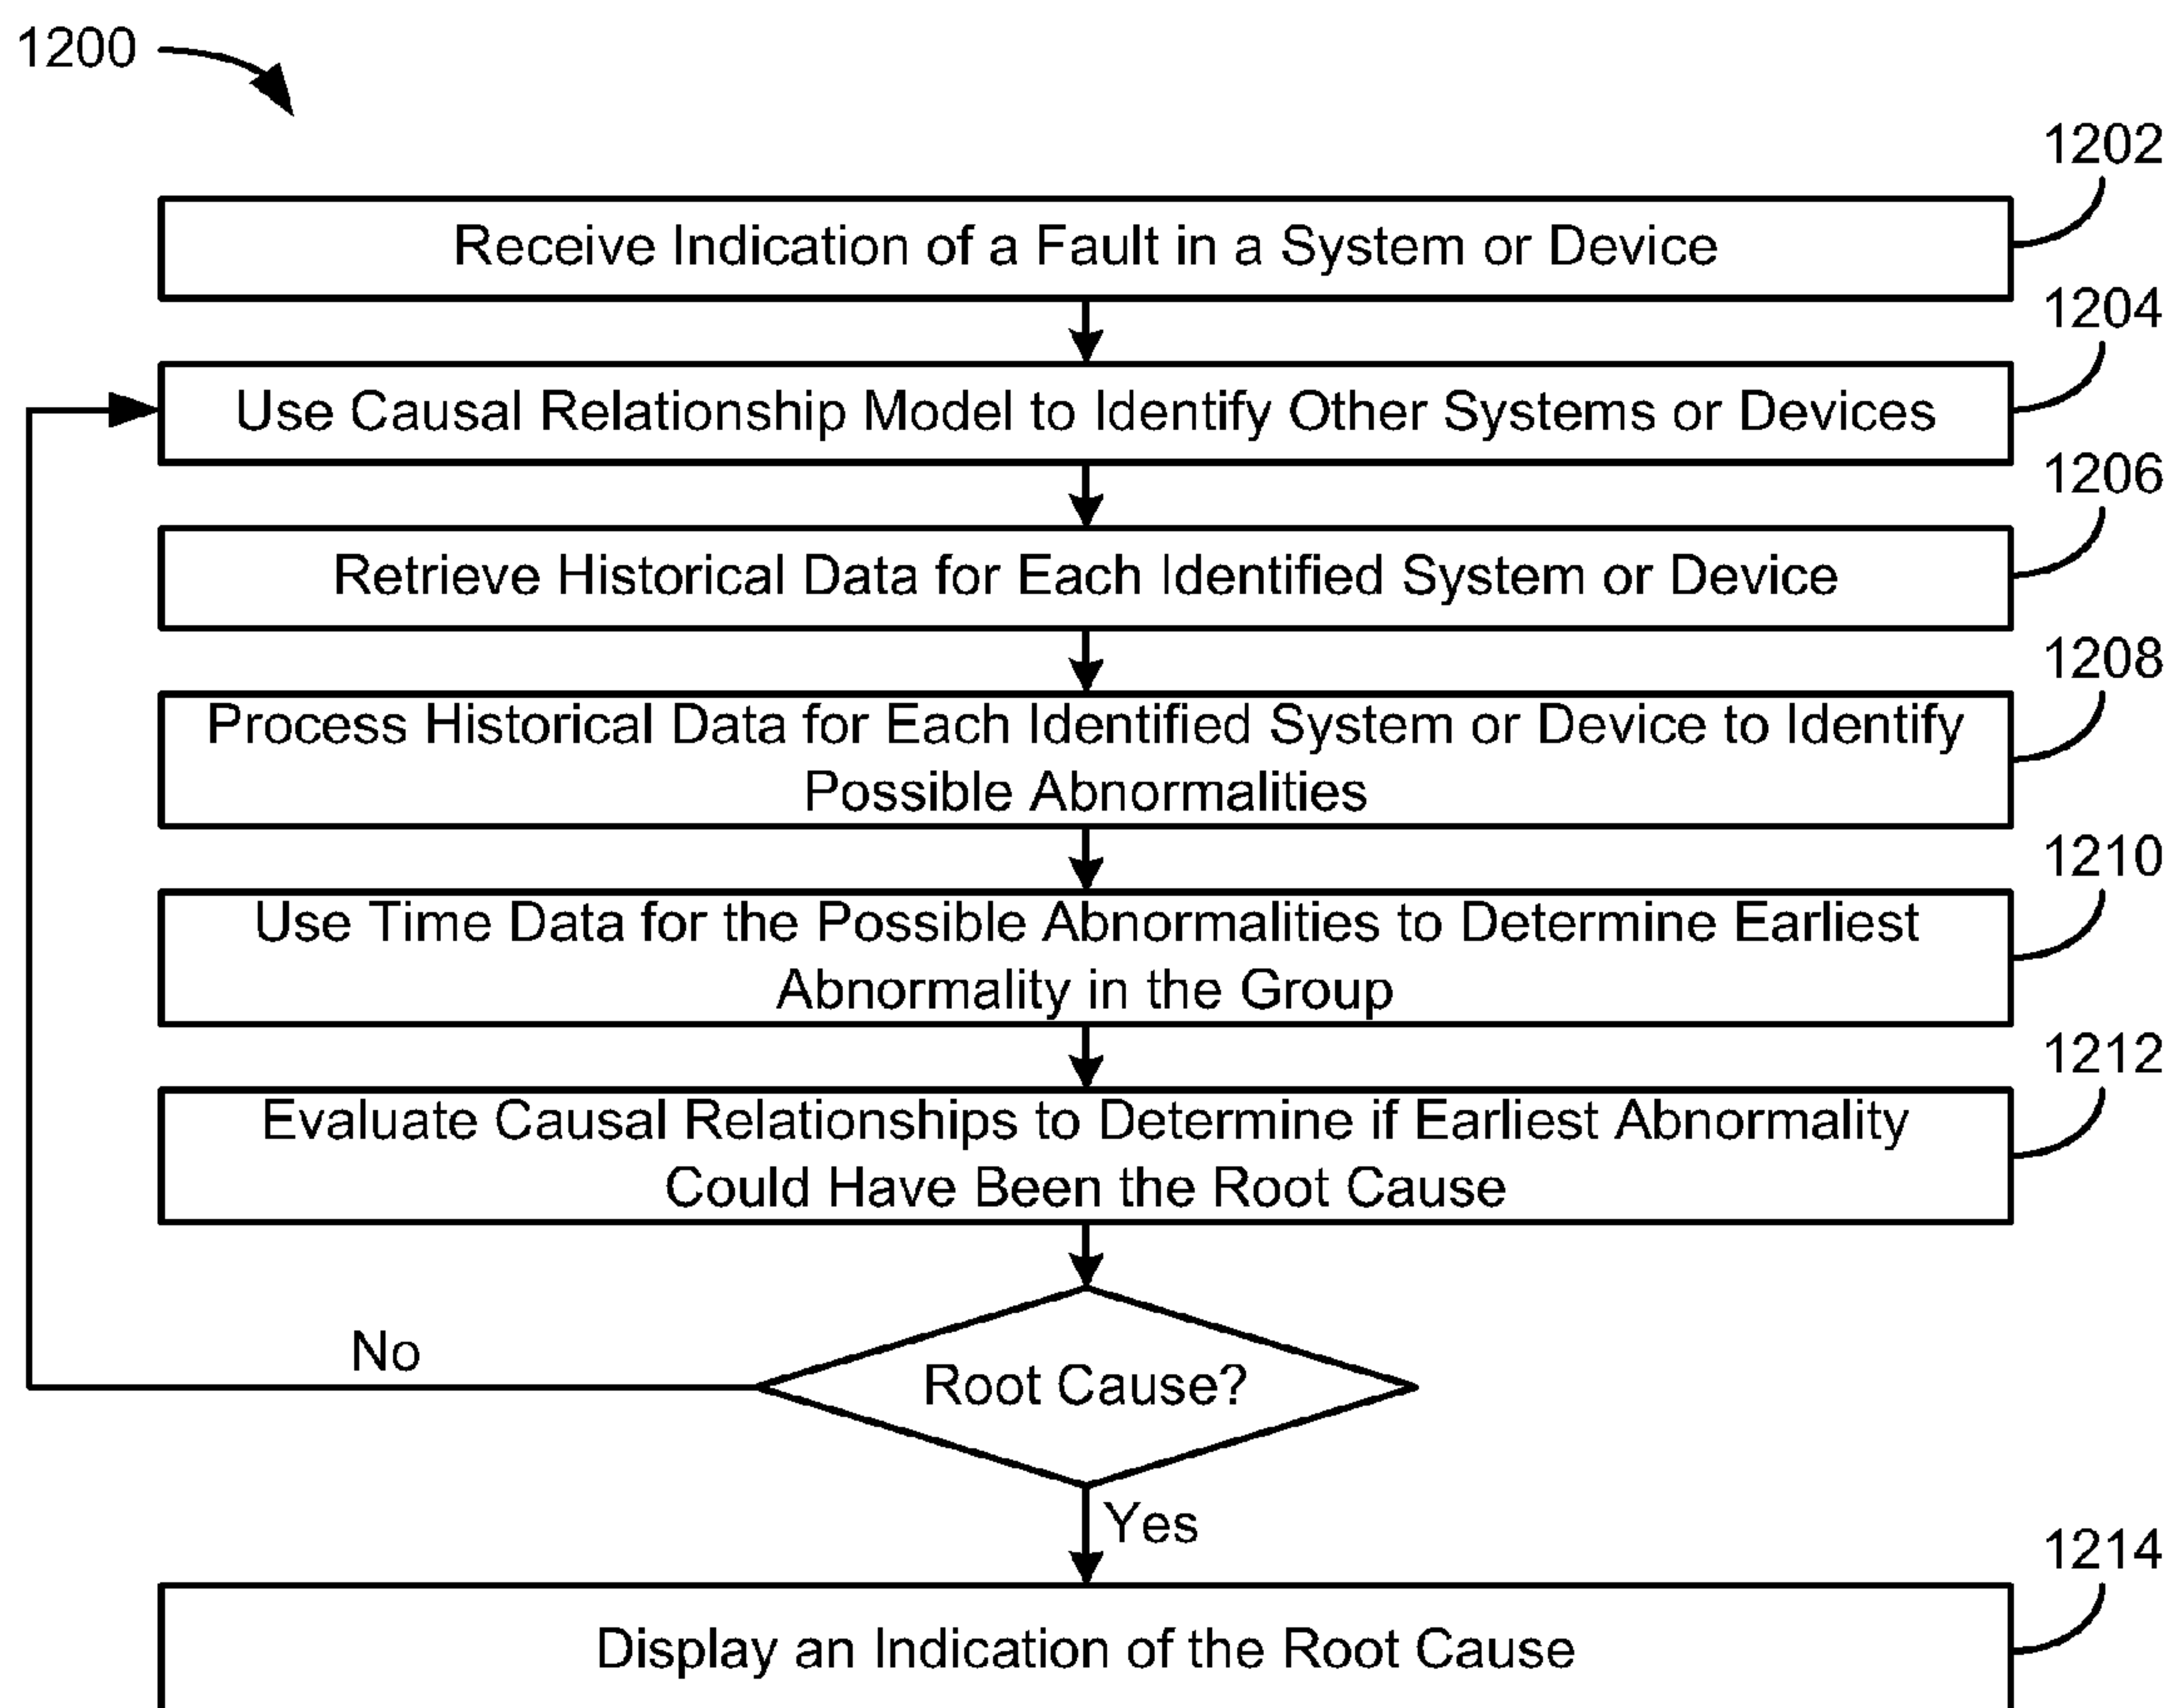 1200
1202
Receive Indication of a Fault in a System or Device
1204
Use Causal Relationship Model to Identify Other Systems or Devices
1206
Retrieve Historical Data for Each Identified System or Device
1208
Process Historical Data for Each Identified System or Device to Identify
Possible Abnormalities
1210
Use Time Data for the Possible Abnormalities to Determine Earliest
Abnormality in the Group
1212
Evaluate Causal Relationships to Determine if Earliest Abnormality
Could Have Been the Root Cause
No
Root Cause?
Yes
1214
Display an Indication of the Root Cause